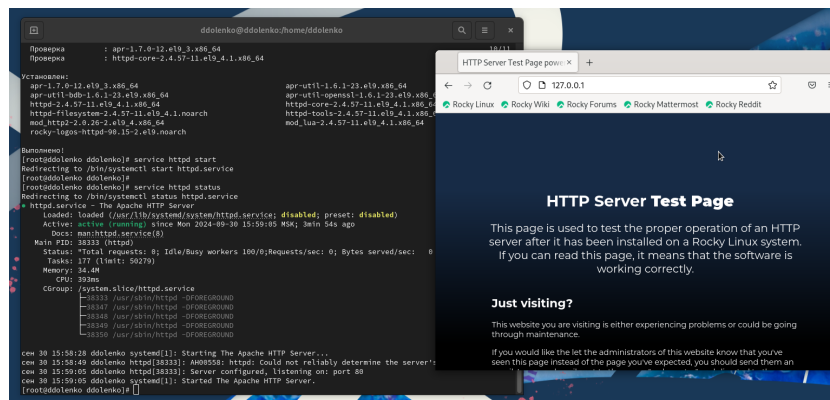 ddolenko@ddolenko:/home/ddolenko
Проверка : apr-1.7.0-12.el9_3.x86_64 10/11
Проверка : httpd-core-2.4.57-11.el9_4.1.x86_64
Установлен:
apr-1.7.0-12.el9_3.x86_64 apr-util-1.6.1-23.el9.x86_64
apr-util-bdb-1.6.1-23.el9.x86_64 apr-util-openssl-1.6.1-23.el9.x86_
httpd-2.4.57-11.el9_4.1.x86_64 httpd-core-2.4.57-11.el9_4.1.x86_64
httpd-filesystem-2.4.57-11.el9_4.1.noarch httpd-tools-2.4.57-11.el9_4.1.x86_
mod_http2-2.0.26-2.el9_4.x86_64 mod_lua-2.4.57-11.el9_4.1.x86_64
rocky-logos-httpd-90.15-2.el9.noarch
Выполнено!
[root@ddolenko ddolenko]# service httpd start
Redirecting to /bin/systemctl start httpd.service
[root@ddolenko ddolenko]#
[root@ddolenko ddolenko]# service httpd status
Redirecting to /bin/systemctl status httpd.service
● httpd.service - The Apache HTTP Server
Loaded: loaded (/usr/lib/systemd/system/httpd.service; disabled; preset: disabled)
Active: active (running) since Mon 2024-09-30 15:59:05 MSK; 3min 54s ago
Docs: man:httpd.service(8)
Main PID: 38333 (httpd)
Status: "Total requests: 0; Idle/Busy workers 100/0;Requests/sec: 0; Bytes served/sec: 0
Tasks: 177 (limit: 50279)
Memory: 34.4M
CPU: 393ms
CGroup: /system.slice/httpd.service
├─38333 /usr/sbin/httpd -DFOREGROUND
├─38347 /usr/sbin/httpd -DFOREGROUND
├─38348 /usr/sbin/httpd -DFOREGROUND
├─38349 /usr/sbin/httpd -DFOREGROUND
└─38350 /usr/sbin/httpd -DFOREGROUND
сен 30 15:58:28 ddolenko systemd[1]: Starting The Apache HTTP Server...
сен 30 15:58:49 ddolenko httpd[38333]: AH00558: httpd: Could not reliably determine the server's
сен 30 15:59:05 ddolenko httpd[38333]: Server configured, listening on: port 80
сен 30 15:59:05 ddolenko systemd[1]: Started The Apache HTTP Server.
[root@ddolenko ddolenko]#
HTTP Server Test Page powe
127.0.0.1
Rocky Linux Rocky Wiki Rocky Forums Rocky Mattermost Rocky Reddit
HTTP Server Test Page
This page is used to test the proper operation of an HTTP
server after it has been installed on a Rocky Linux system.
If you can read this page, it means that the software is
working correctly.
Just visiting?
This website you are visiting is either experiencing problems or could be going
through maintenance.
If you would like the let the administrators of this website know that you've
seen this page instead of the page you've expected, you should send them an